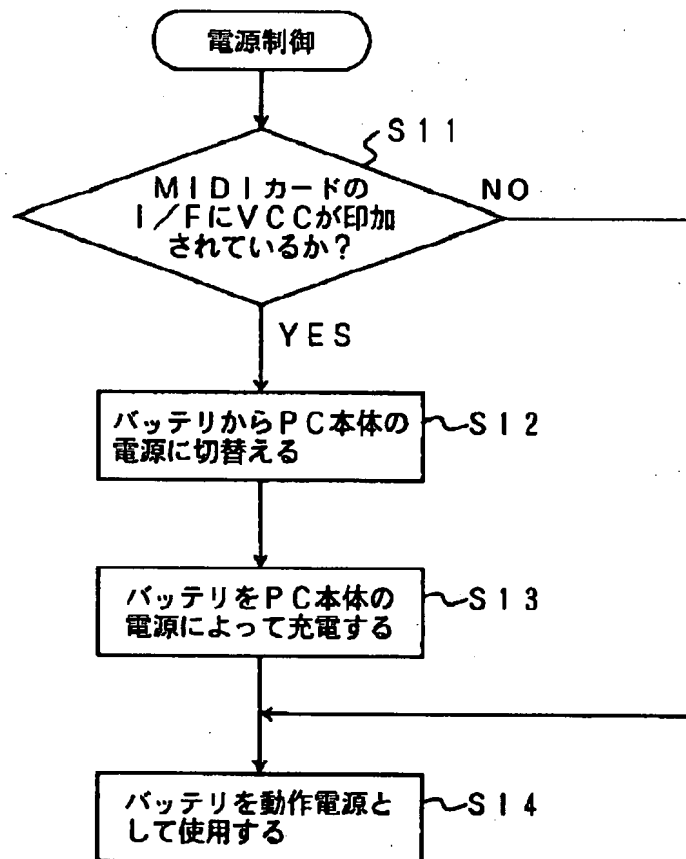 電源制御
S11
MIDIカードの
I/FにVCCが印加
されているか?
NO
YES
バッテリからPC本体の
電源に切替える
S12
バッテリをPC本体の
電源によって充電する
S13
バッテリを動作電源と
して使用する
S14